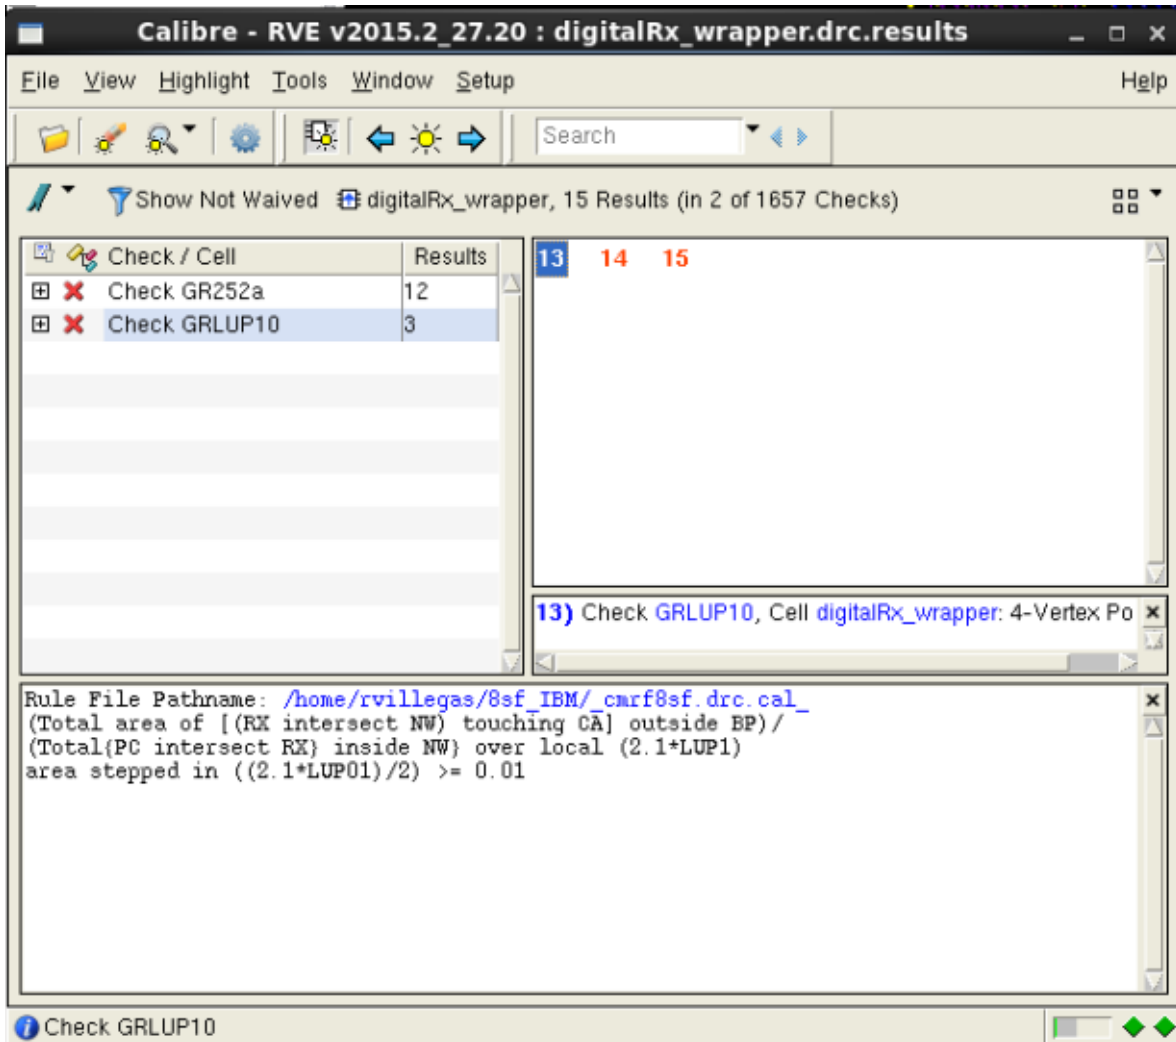 Calibre - RVE v2015.2_27.20 : digitalRx_wrapper.drc.results
File View Highlight Tools Window Setup Help
Search
Show Not Waived digitalRx_wrapper, 15 Results (in 2 of 1657 Checks)
Check / Cell Results
Check GR252a 12
Check GRLUP10 3
13 14 15
13) Check GRLUP10, Cell digitalRx_wrapper: 4-Vertex Po
Rule File Pathname: /home/rvillegas/8sf_IBM/_cmrf8sf.drc.cal_
(Total area of [(RX intersect NW) touching CA] outside BP)/
(Total{PC intersect RX} inside NW} over local (2.1*LUP1)
area stepped in ((2.1*LUP01)/2) >= 0.01
Check GRLUP10